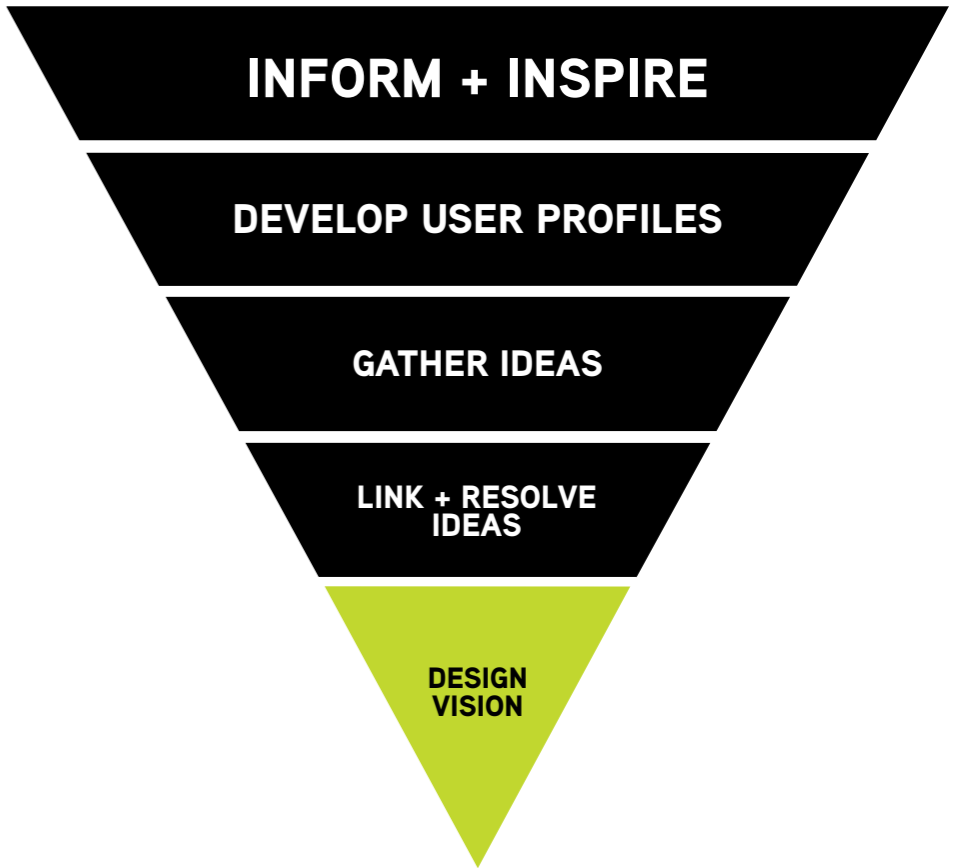 INFORM + INSPIRE
DEVELOP USER PROFILES
GATHER IDEAS
LINK + RESOLVE
IDEAS
DESIGN
VISION